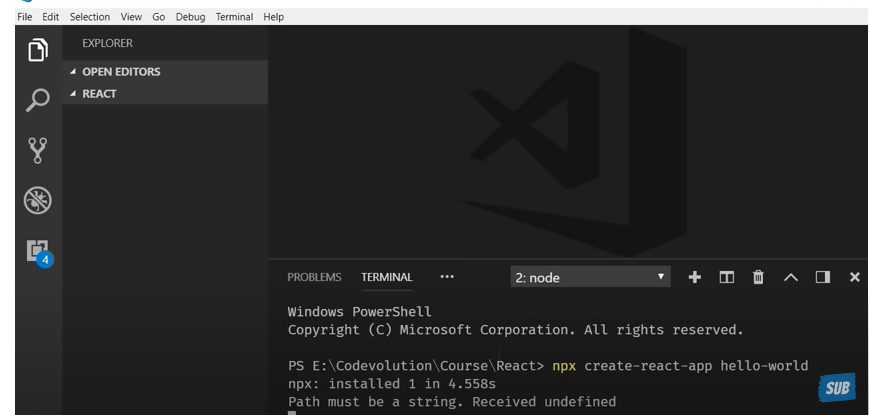 File Edit Selection View Go Debug Terminal Help
EXPLORER
OPEN EDITORS
REACT
4
PROBLEMS TERMINAL ••• 2: node
Windows PowerShell
Copyright (C) Microsoft Corporation. All rights reserved.
PS E:\Codevolution\Course\React> npx create-react-app hello-world
npx: installed 1 in 4.558s
Path must be a string. Received undefined
SUB